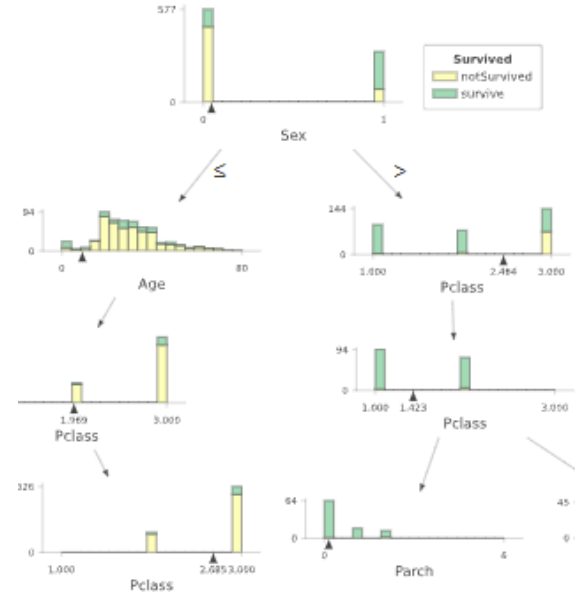 577
0
0 1
Sex
Survived
notSurvived
survive
≤ >
94
0
0 80
Age
144
0
1.000 2.464 3.000
Pclass
1.969 3.000
Pclass
94
0
1.000 1.423 3.000
Pclass
326
0
1.000 2.685 3.000
Pclass
64
0
0 4
Parch
45
0